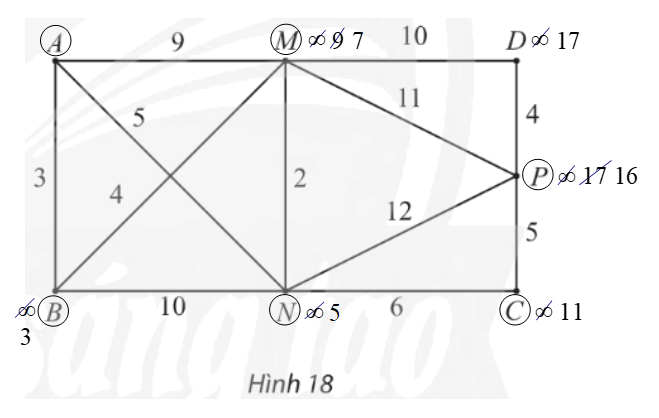 A 9 M ∞ 9 7 10 D ∞ 17
5 11 4
3 4 2 P ∞ 17 16
12 5
∞ B 10 N ∞ 5 6 C ∞ 11
3
Hình 18